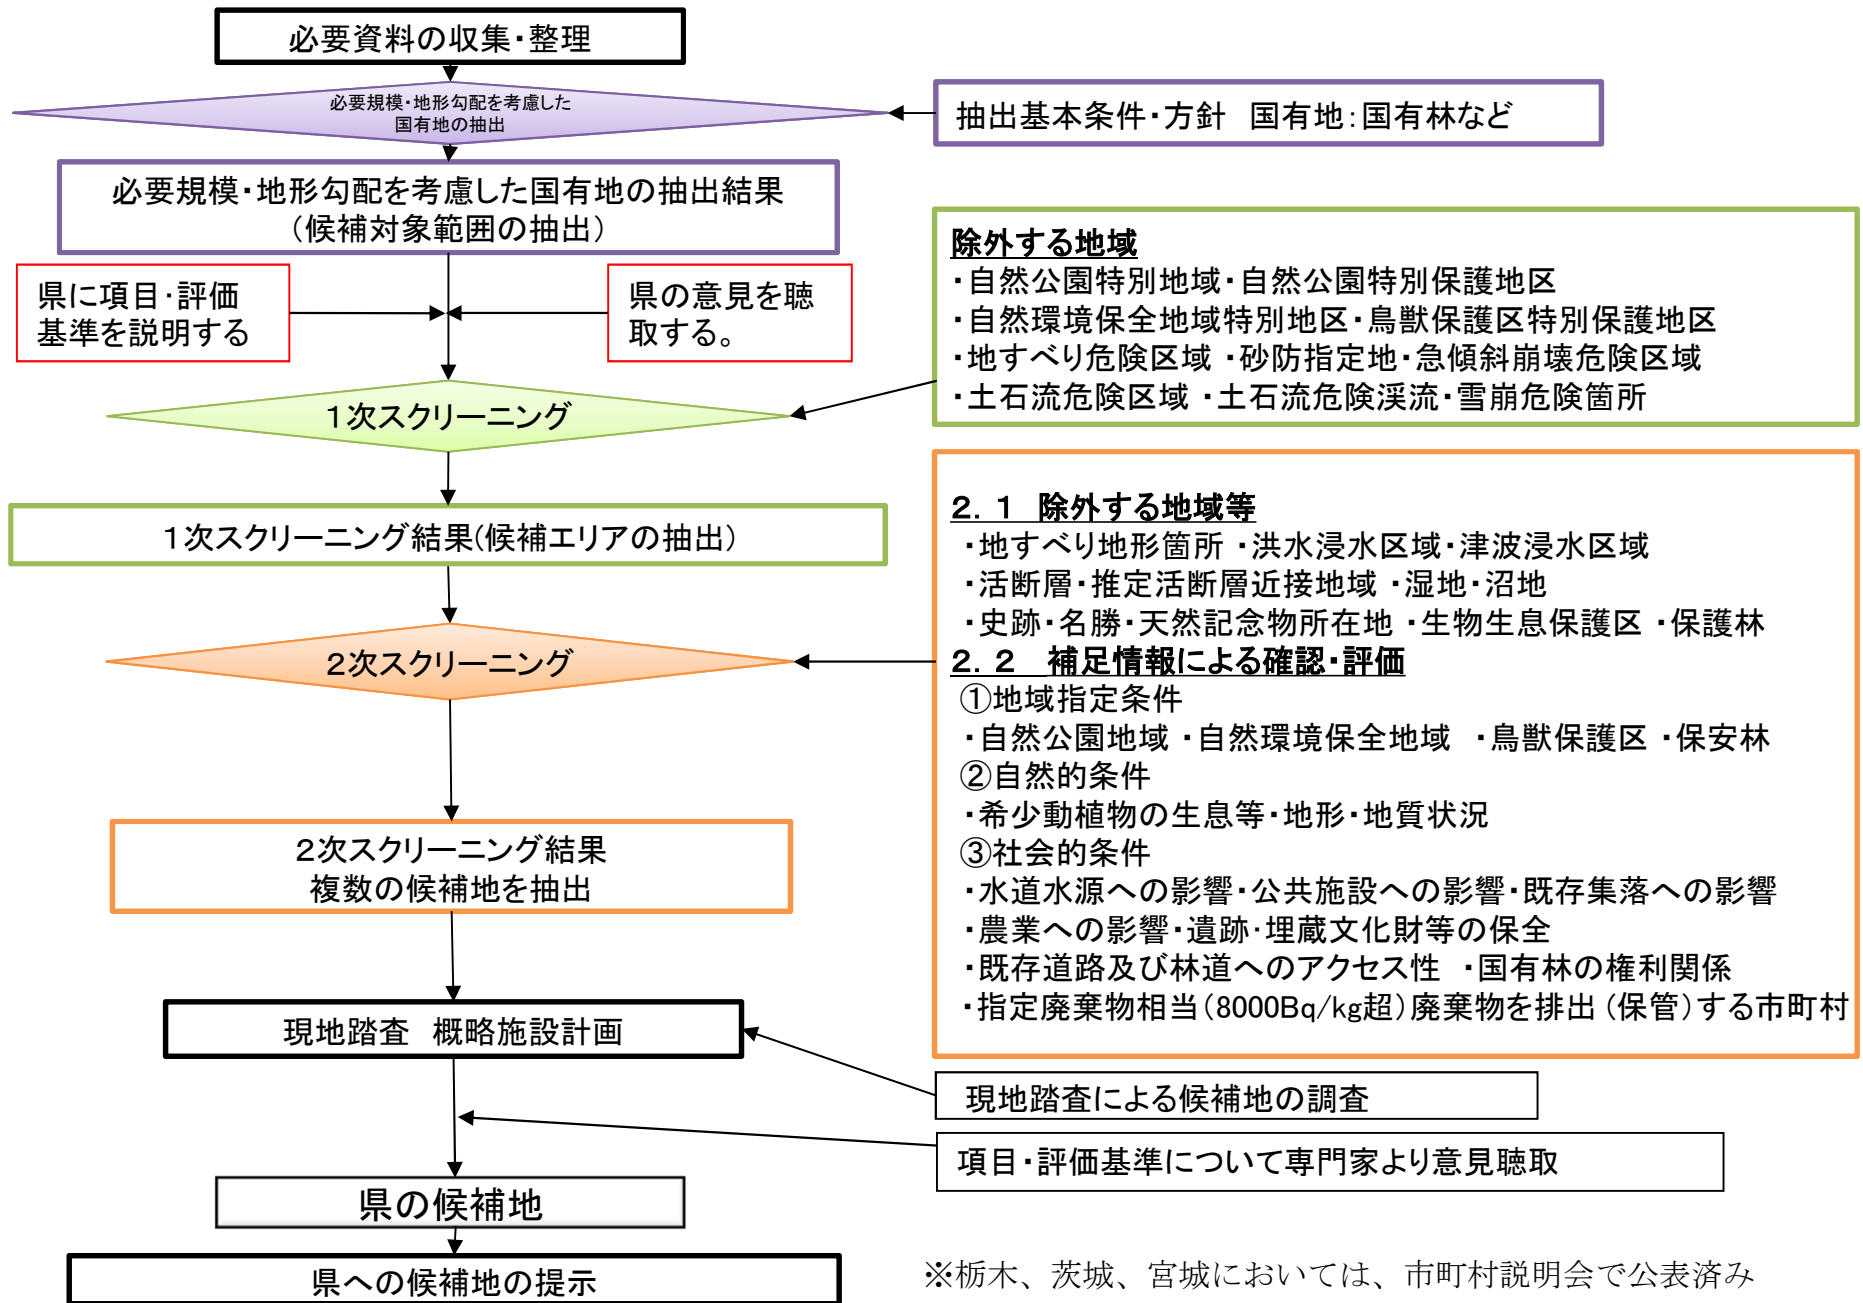 必要資料の収集・整理
必要規模・地形勾配を考慮した
国有地の抽出
抽出基本条件・方針　国有地：国有林など
必要規模・地形勾配を考慮した国有地の抽出結果
（候補対象範囲の抽出）
県に項目・評価
基準を説明する
県の意見を聴
取する。
除外する地域
・自然公園特別地域・自然公園特別保護地区
・自然環境保全地域特別地区・鳥獣保護区特別保護地区
・地すべり危険区域 ・砂防指定地・急傾斜崩壊危険区域
・土石流危険区域 ・土石流危険渓流・雪崩危険箇所
１次スクリーニング
１次スクリーニング結果(候補エリアの抽出）
２．１　除外する地域等
・地すべり地形箇所 ・洪水浸水区域・津波浸水区域
・活断層・推定活断層近接地域 ・湿地・沼地
・史跡・名勝・天然記念物所在地 ・生物生息保護区 ・保護林
２．２　補足情報による確認・評価
①地域指定条件
・自然公園地域 ・自然環境保全地域　・鳥獣保護区 ・保安林
②自然的条件
・希少動植物の生息等・地形・地質状況
③社会的条件
・水道水源への影響・公共施設への影響・既存集落への影響
・農業への影響・遺跡・埋蔵文化財等の保全
・既存道路及び林道へのアクセス性　・国有林の権利関係
・指定廃棄物相当（8000Bq/kg超）廃棄物を排出（保管）する市町村
２次スクリーニング
２次スクリーニング結果
複数の候補地を抽出
現地踏査　概略施設計画
現地踏査による候補地の調査
項目・評価基準について専門家より意見聴取
県の候補地
県への候補地の提示
※栃木、茨城、宮城においては、市町村説明会で公表済み